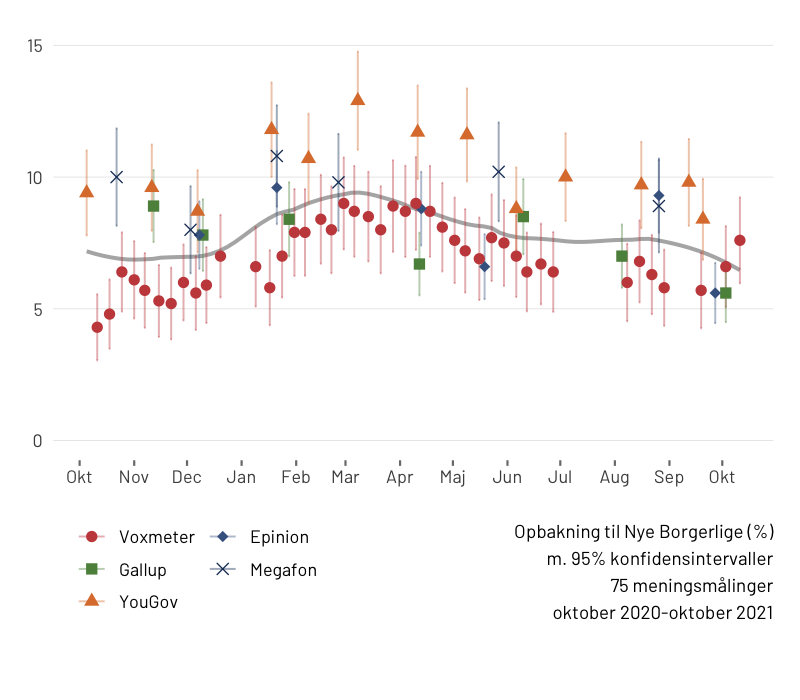 15
10
5
0
Okt Nov Dec Jan Feb Mar Apr Maj Jun Jul Aug Sep Okt
Voxmeter Epinion
Gallup Megafon
YouGov
Opbakning til Nye Borgerlige (%)
m. 95% konfidensintervaller
75 meningsmålinger
oktober 2020-oktober 2021